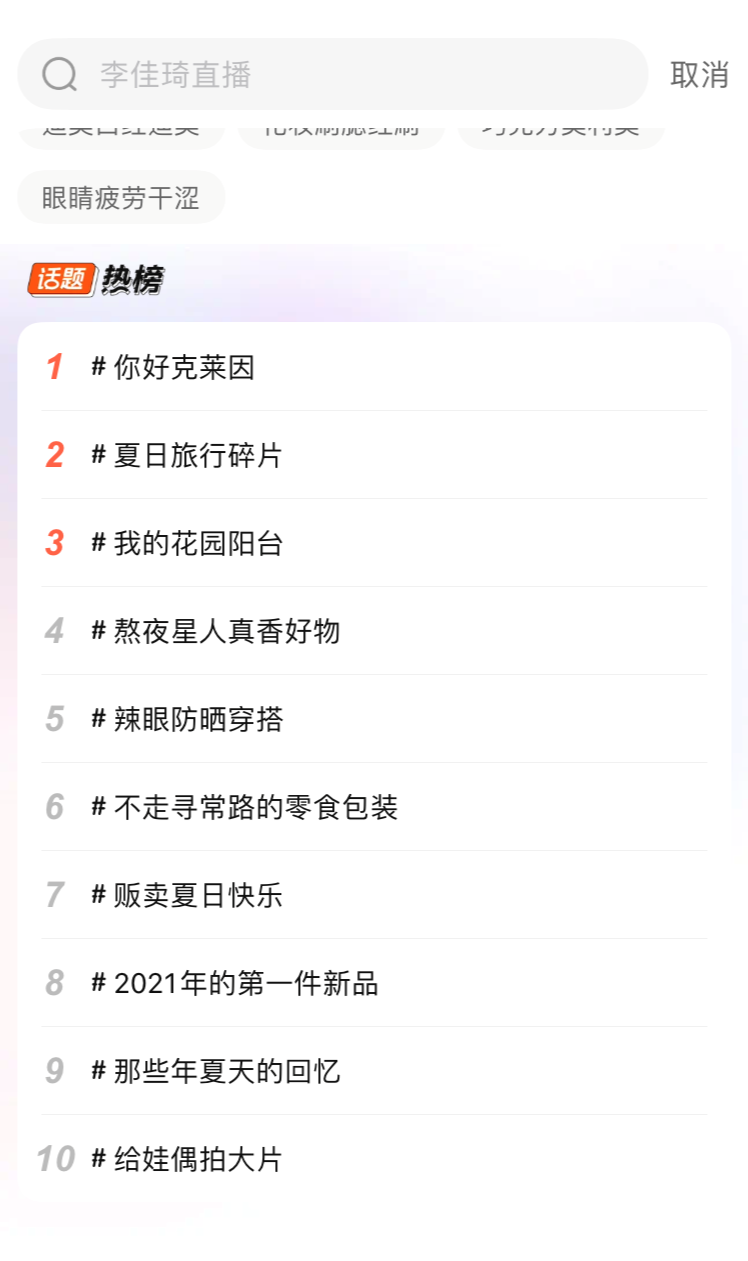 李佳琦直播 取消
眼睛疲劳干涩
话题热榜
1 # 你好克莱因
2 # 夏日旅行碎片
3 # 我的花园阳台
4 # 熬夜星人真香好物
5 # 辣眼防晒穿搭
6 # 不走寻常路的零食包装
7 # 贩卖夏日快乐
8 # 2021年的第一件新品
9 # 那些年夏天的回忆
10 # 给娃偶拍大片